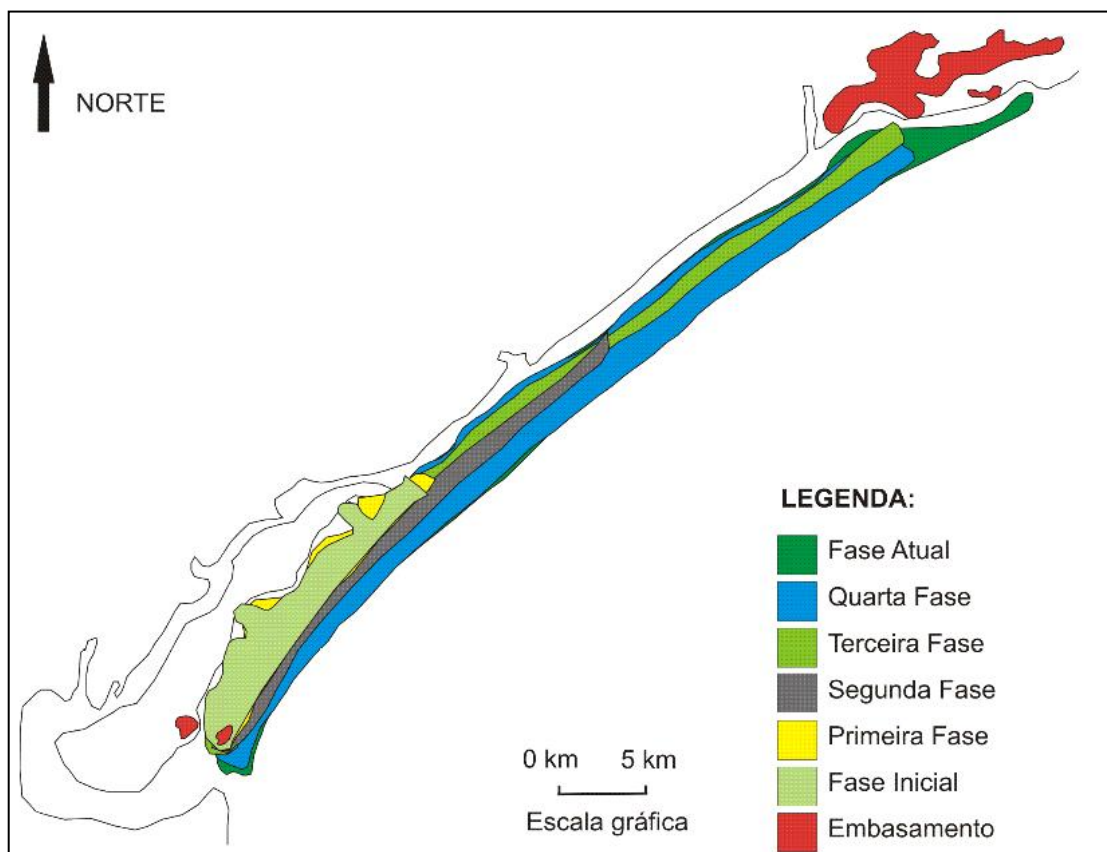 NORTE
LEGENDA:
Fase Atual
Quarta Fase
Terceira Fase
Segunda Fase
Primeira Fase
Fase Inicial
Embasamento
0 km 5 km
Escala gráfica